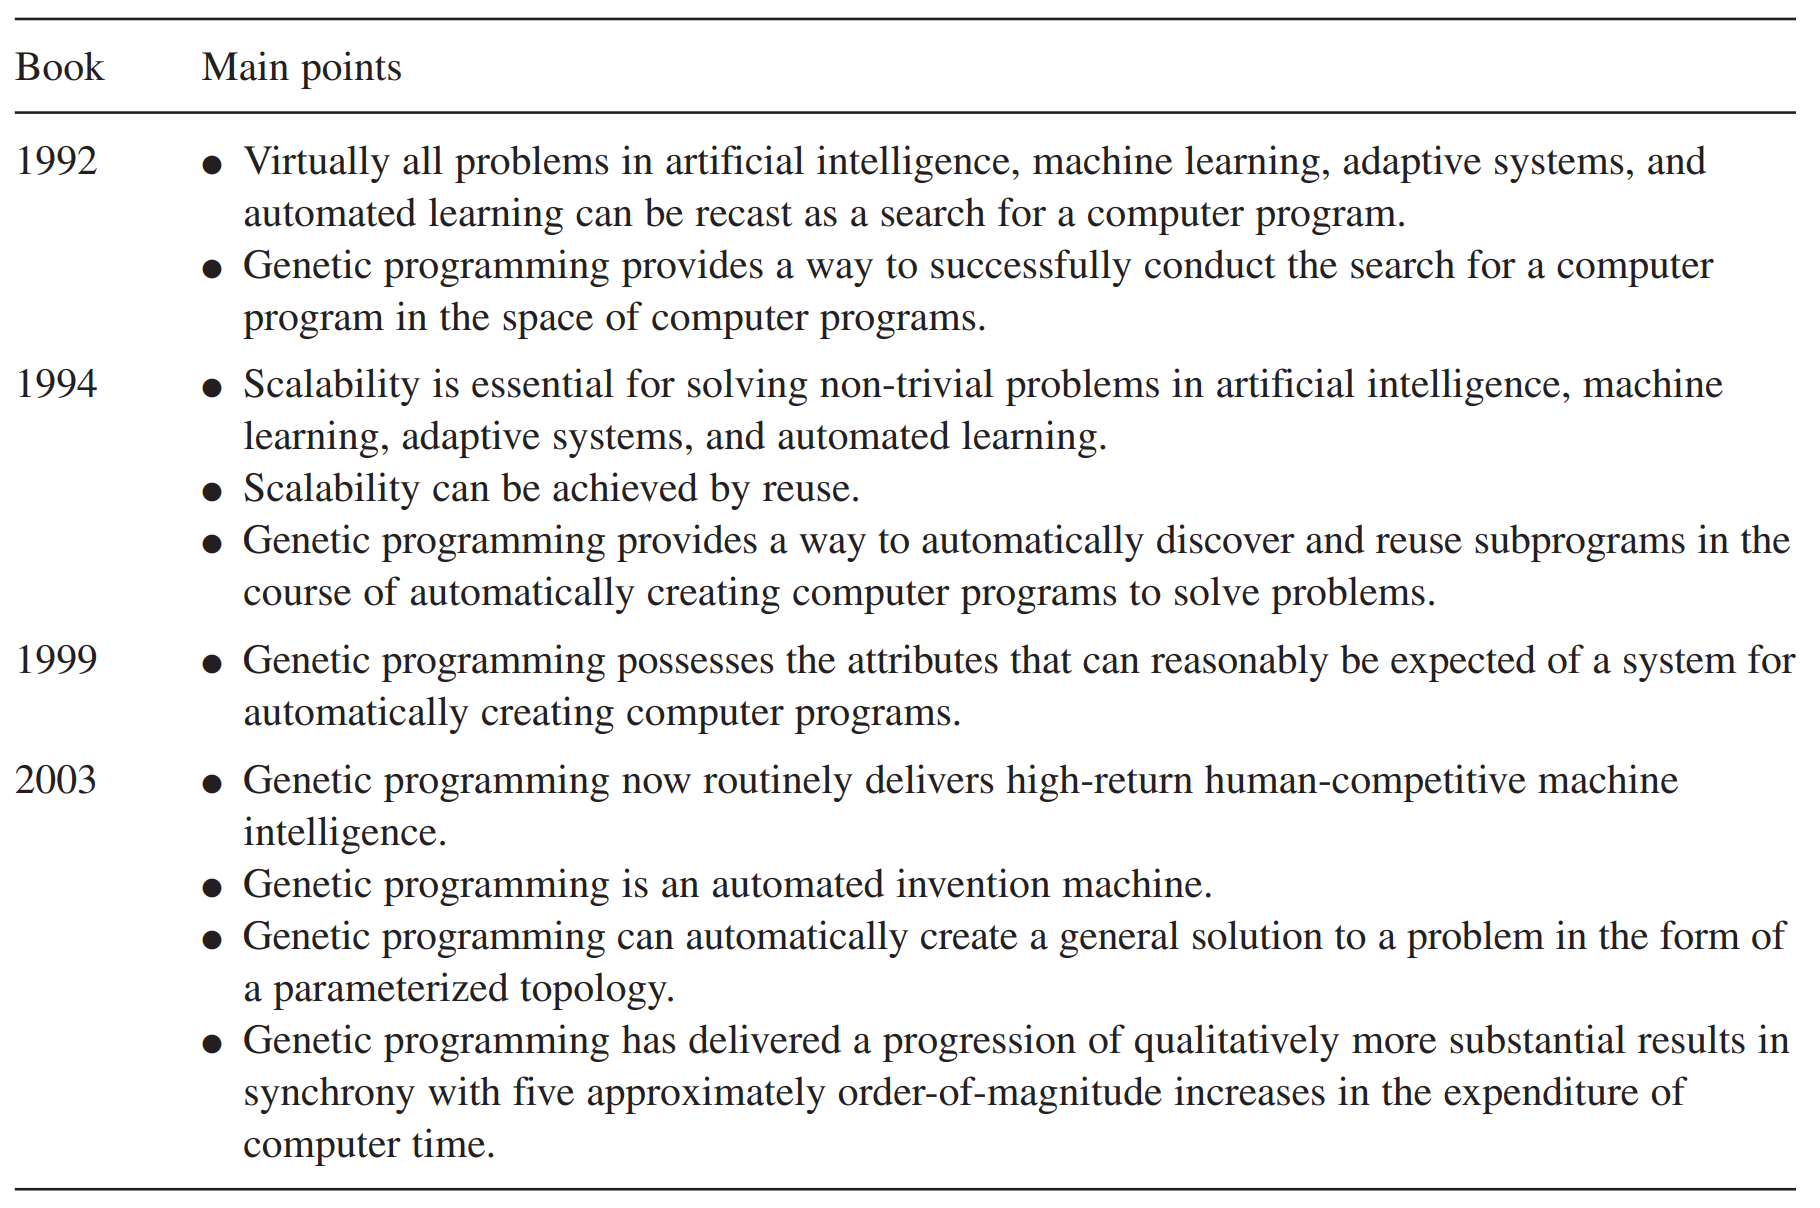 Book Main points
1992 ● Virtually all problems in artificial intelligence, machine learning, adaptive systems, and
automated learning can be recast as a search for a computer program.
● Genetic programming provides a way to successfully conduct the search for a computer
program in the space of computer programs.
1994 ● Scalability is essential for solving non-trivial problems in artificial intelligence, machine
learning, adaptive systems, and automated learning.
● Scalability can be achieved by reuse.
● Genetic programming provides a way to automatically discover and reuse subprograms in the
course of automatically creating computer programs to solve problems.
1999 ● Genetic programming possesses the attributes that can reasonably be expected of a system for
automatically creating computer programs.
2003 ● Genetic programming now routinely delivers high-return human-competitive machine
intelligence.
● Genetic programming is an automated invention machine.
● Genetic programming can automatically create a general solution to a problem in the form of
a parameterized topology.
● Genetic programming has delivered a progression of qualitatively more substantial results in
synchrony with five approximately order-of-magnitude increases in the expenditure of
computer time.